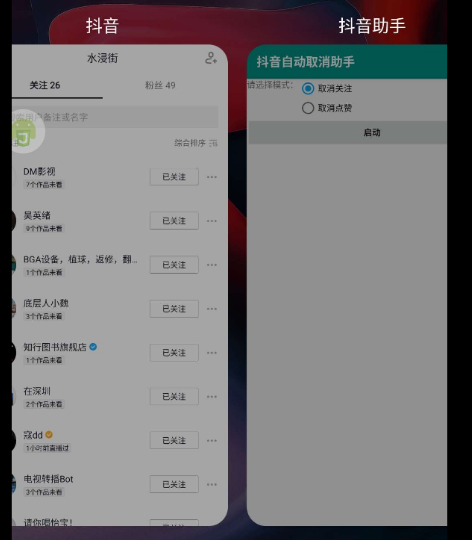 抖音
抖音助手
水浸街
关注 26
粉丝 49
备注或名字
综合排序
DM影视
7个作品未看
已关注
吴英绪
9个作品未看
已关注
BGA设备，植球，返修，翻...
1个作品未看
已关注
底层人小魏
3个作品未看
已关注
知行图书旗舰店
1个作品未看
已关注
在深圳
2个作品未看
已关注
寇dd
1小时前直播过
已关注
电视转播Bot
3个作品未看
已关注
请你喝怡宝!
抖音自动取消助手
请选择模式：
取消关注
取消点赞
启动